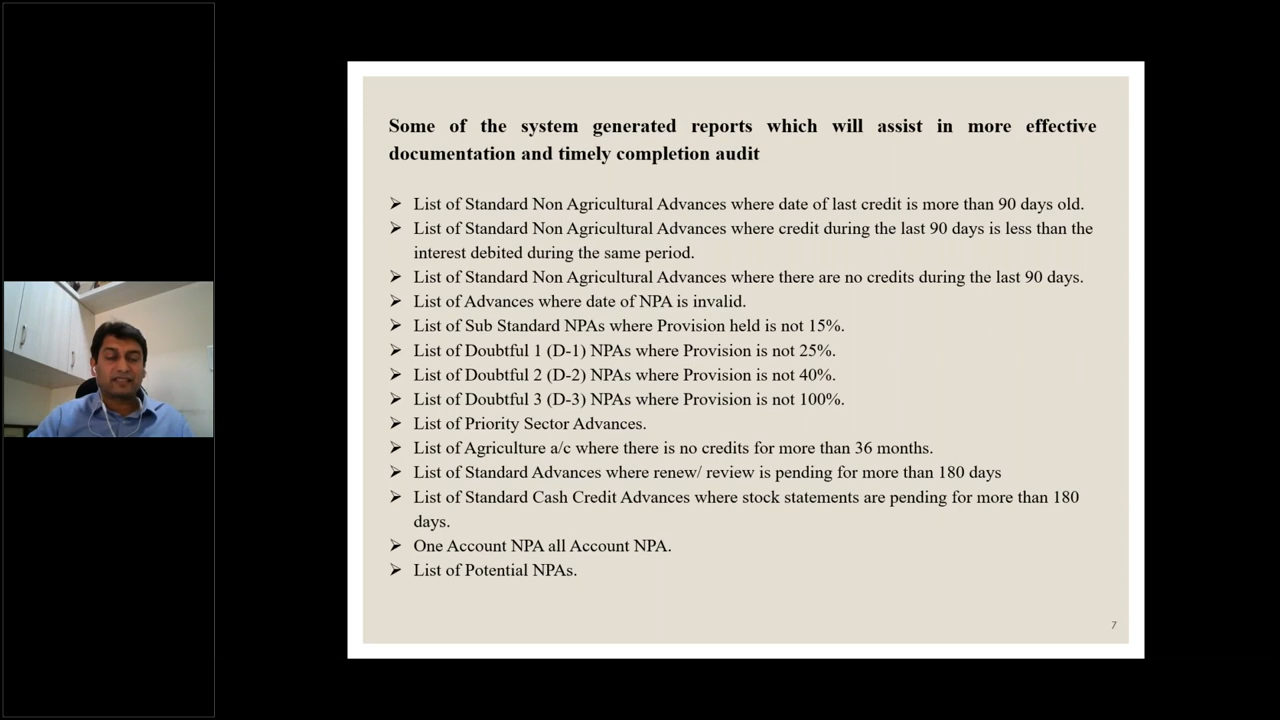 Some of the system generated reports which will assist in more effective
documentation and timely completion audit
➢ List of Standard Non Agricultural Advances where date of last credit is more than 90 days old.
➢ List of Standard Non Agricultural Advances where credit during the last 90 days is less than the
interest debited during the same period.
➢ List of Standard Non Agricultural Advances where there are no credits during the last 90 days.
➢ List of Advances where date of NPA is invalid.
➢ List of Sub Standard NPAs where Provision held is not 15%.
➢ List of Doubtful 1 (D-1) NPAs where Provision is not 25%.
➢ List of Doubtful 2 (D-2) NPAs where Provision is not 40%.
➢ List of Doubtful 3 (D-3) NPAs where Provision is not 100%.
➢ List of Priority Sector Advances.
➢ List of Agriculture a/c where there is no credits for more than 36 months.
➢ List of Standard Advances where renew/ review is pending for more than 180 days
➢ List of Standard Cash Credit Advances where stock statements are pending for more than 180
days.
➢ One Account NPA all Account NPA.
➢ List of Potential NPAs.
7